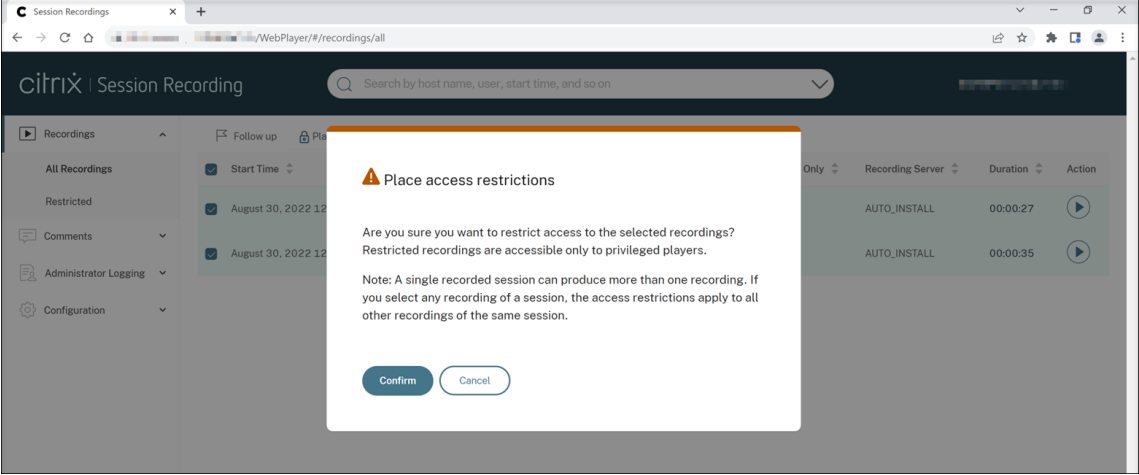 Session Recordings
/WebPlayer/#/recordings/all
citrix | Session Recording
Search by host name, user, start time, and so on
Recordings
All Recordings
Restricted
Comments
Administrator Logging
Configuration
Follow up
Start Time
Only
Recording Server
Duration
Action
August 30, 2022 12
AUTO_INSTALL
00:00:27
August 30, 2022 12
AUTO_INSTALL
00:00:35
Place access restrictions
Are you sure you want to restrict access to the selected recordings?
Restricted recordings are accessible only to privileged players.
Note: A single recorded session can produce more than one recording. If
you select any recording of a session, the access restrictions apply to all
other recordings of the same session.
Confirm
Cancel